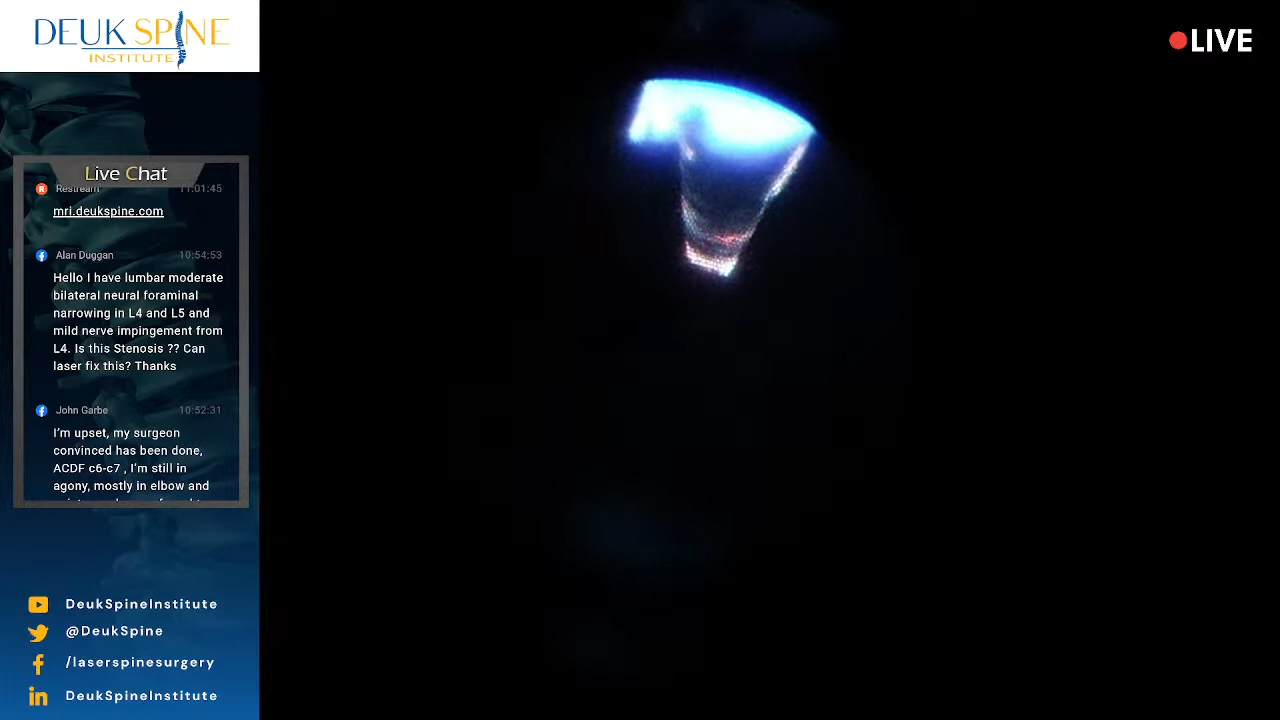 DEUK SPINE
INSTITUTE
LIVE
Live Chat
Restream 11:01:45
mri.deukspine.com
Alan Duggan 10:54:53
Hello I have lumbar moderate
bilateral neural foraminal
narrowing in L4 and L5 and
mild nerve impingement from
L4. Is this Stenosis ?? Can
laser fix this? Thanks
John Garbe 10:52:31
I'm upset, my surgeon
convinced has been done,
ACDF c6-c7 , I'm still in
agony, mostly in elbow and
DeukSpineInstitute
@DeukSpine
/laserspinesurgery
DeukSpineInstitute